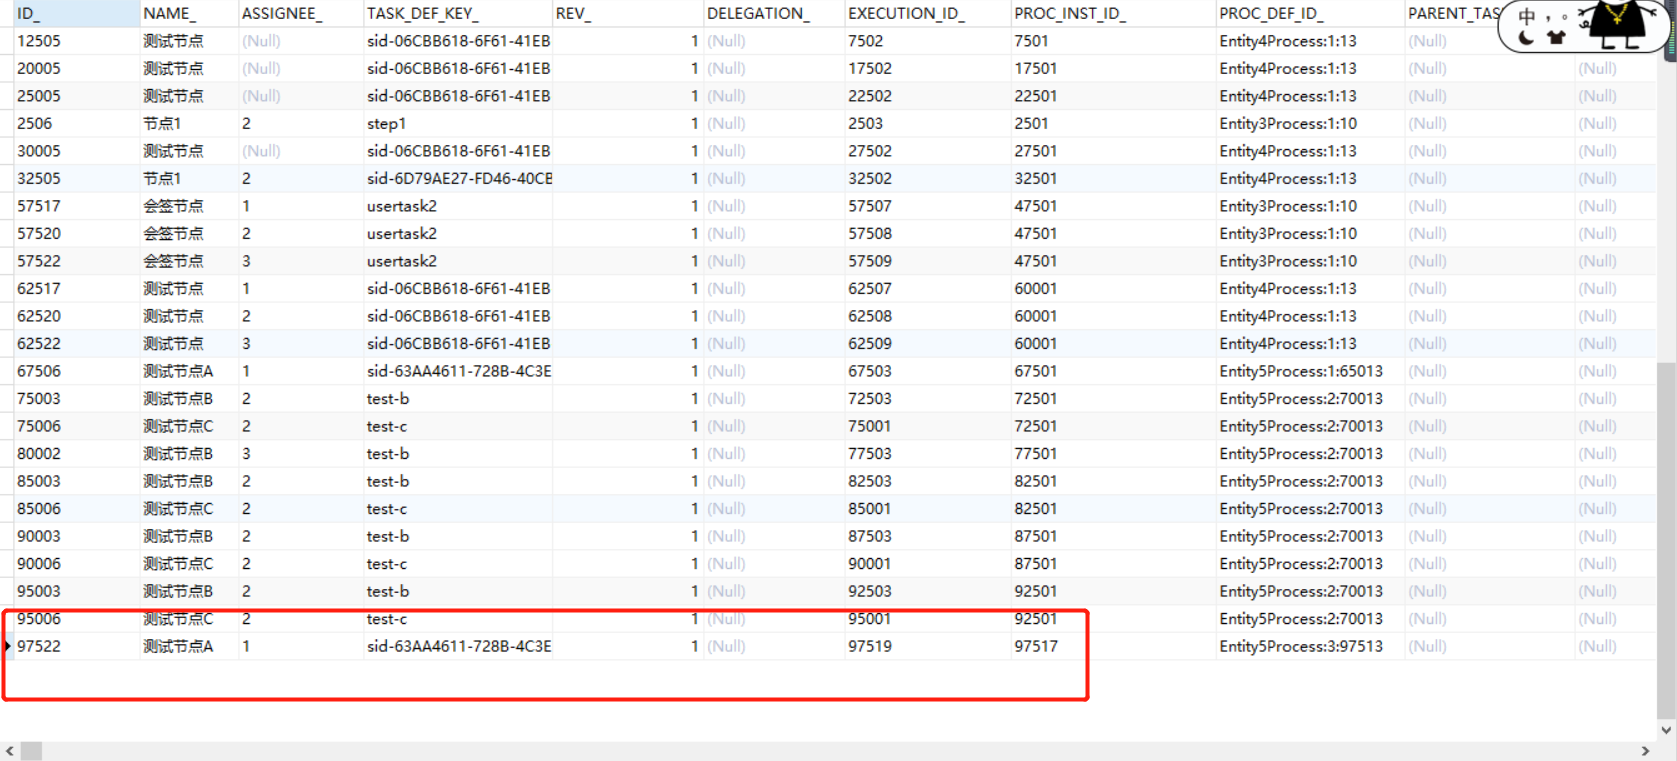 ID_ NAME_ ASSIGNEE_ TASK_DEF_KEY_ REV_ DELEGATION_ EXECUTION_ID_ PROC_INST_ID_ PROC_DEF_ID_ PARENT_TAS 中 ， 。
12505 测试节点 (Null) sid-06CBB618-6F61-41EB 1 (Null) 7502 7501 Entity4Process:1:13 (Null)
20005 测试节点 (Null) sid-06CBB618-6F61-41EB 1 (Null) 17502 17501 Entity4Process:1:13 (Null) (Null)
25005 测试节点 (Null) sid-06CBB618-6F61-41EB 1 (Null) 22502 22501 Entity4Process:1:13 (Null) (Null)
2506 节点1 2 step1 1 (Null) 2503 2501 Entity3Process:1:10 (Null) (Null)
30005 测试节点 (Null) sid-06CBB618-6F61-41EB 1 (Null) 27502 27501 Entity4Process:1:13 (Null) (Null)
32505 节点1 2 sid-6D79AE27-FD46-40CB 1 (Null) 32502 32501 Entity4Process:1:13 (Null) (Null)
57517 会签节点 1 usertask2 1 (Null) 57507 47501 Entity3Process:1:10 (Null) (Null)
57520 会签节点 2 usertask2 1 (Null) 57508 47501 Entity3Process:1:10 (Null) (Null)
57522 会签节点 3 usertask2 1 (Null) 57509 47501 Entity3Process:1:10 (Null) (Null)
62517 测试节点 1 sid-06CBB618-6F61-41EB 1 (Null) 62507 60001 Entity4Process:1:13 (Null) (Null)
62520 测试节点 2 sid-06CBB618-6F61-41EB 1 (Null) 62508 60001 Entity4Process:1:13 (Null) (Null)
62522 测试节点 3 sid-06CBB618-6F61-41EB 1 (Null) 62509 60001 Entity4Process:1:13 (Null) (Null)
67506 测试节点A 1 sid-63AA4611-728B-4C3E 1 (Null) 67503 67501 Entity5Process:1:65013 (Null) (Null)
75003 测试节点B 2 test-b 1 (Null) 72503 72501 Entity5Process:2:70013 (Null) (Null)
75006 测试节点C 2 test-c 1 (Null) 75001 72501 Entity5Process:2:70013 (Null) (Null)
80002 测试节点B 3 test-b 1 (Null) 77503 77501 Entity5Process:2:70013 (Null) (Null)
85003 测试节点B 2 test-b 1 (Null) 82503 82501 Entity5Process:2:70013 (Null) (Null)
85006 测试节点C 2 test-c 1 (Null) 85001 82501 Entity5Process:2:70013 (Null) (Null)
90003 测试节点B 2 test-b 1 (Null) 87503 87501 Entity5Process:2:70013 (Null) (Null)
90006 测试节点C 2 test-c 1 (Null) 90001 87501 Entity5Process:2:70013 (Null) (Null)
95003 测试节点B 2 test-b 1 (Null) 92503 92501 Entity5Process:2:70013 (Null) (Null)
95006 测试节点C 2 test-c 1 (Null) 95001 92501 Entity5Process:2:70013 (Null) (Null)
97522 测试节点A 1 sid-63AA4611-728B-4C3E 1 (Null) 97519 97517 Entity5Process:3:97513 (Null) (Null)